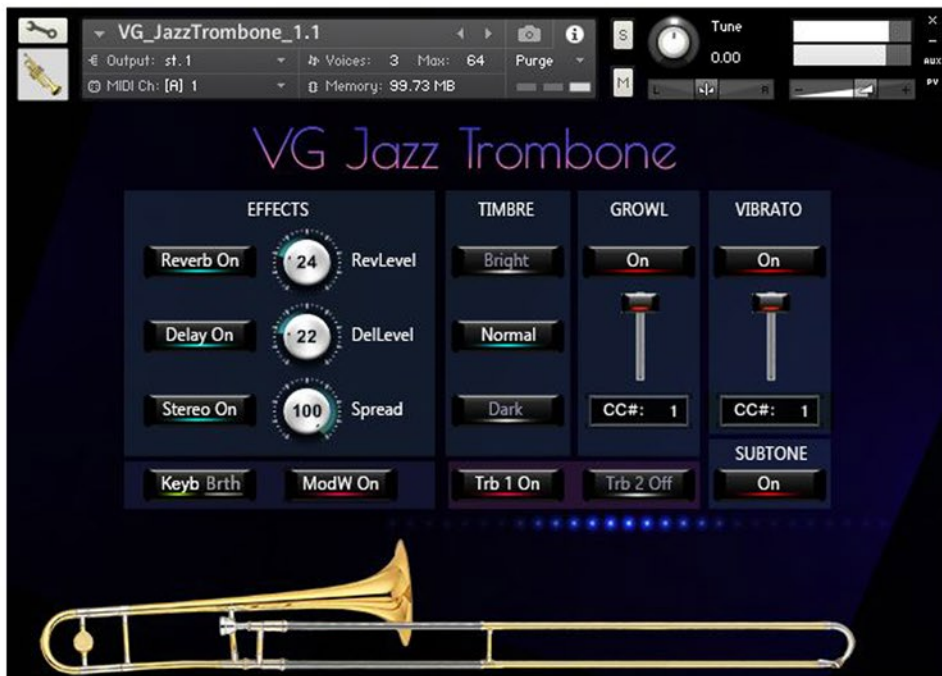 VG_JazzTrombone_1.1
S
Tune
0.00
Output: st.1
Voices: 3 Max: 64
Purge
AUX
MIDI Ch: [A] 1
Memory: 99.73 MB
M
L
R
- +
PV
VG Jazz Trombone
EFFECTS
TIMBRE
GROWL
VIBRATO
Reverb On
24
RevLevel
Bright
On
On
Delay On
22
DelLevel
Normal
Stereo On
100
Spread
Dark
CC#: 1
CC#: 1
SUBTONE
Keyb Brth
ModW On
Trb 1 On
Trb 2 Off
On